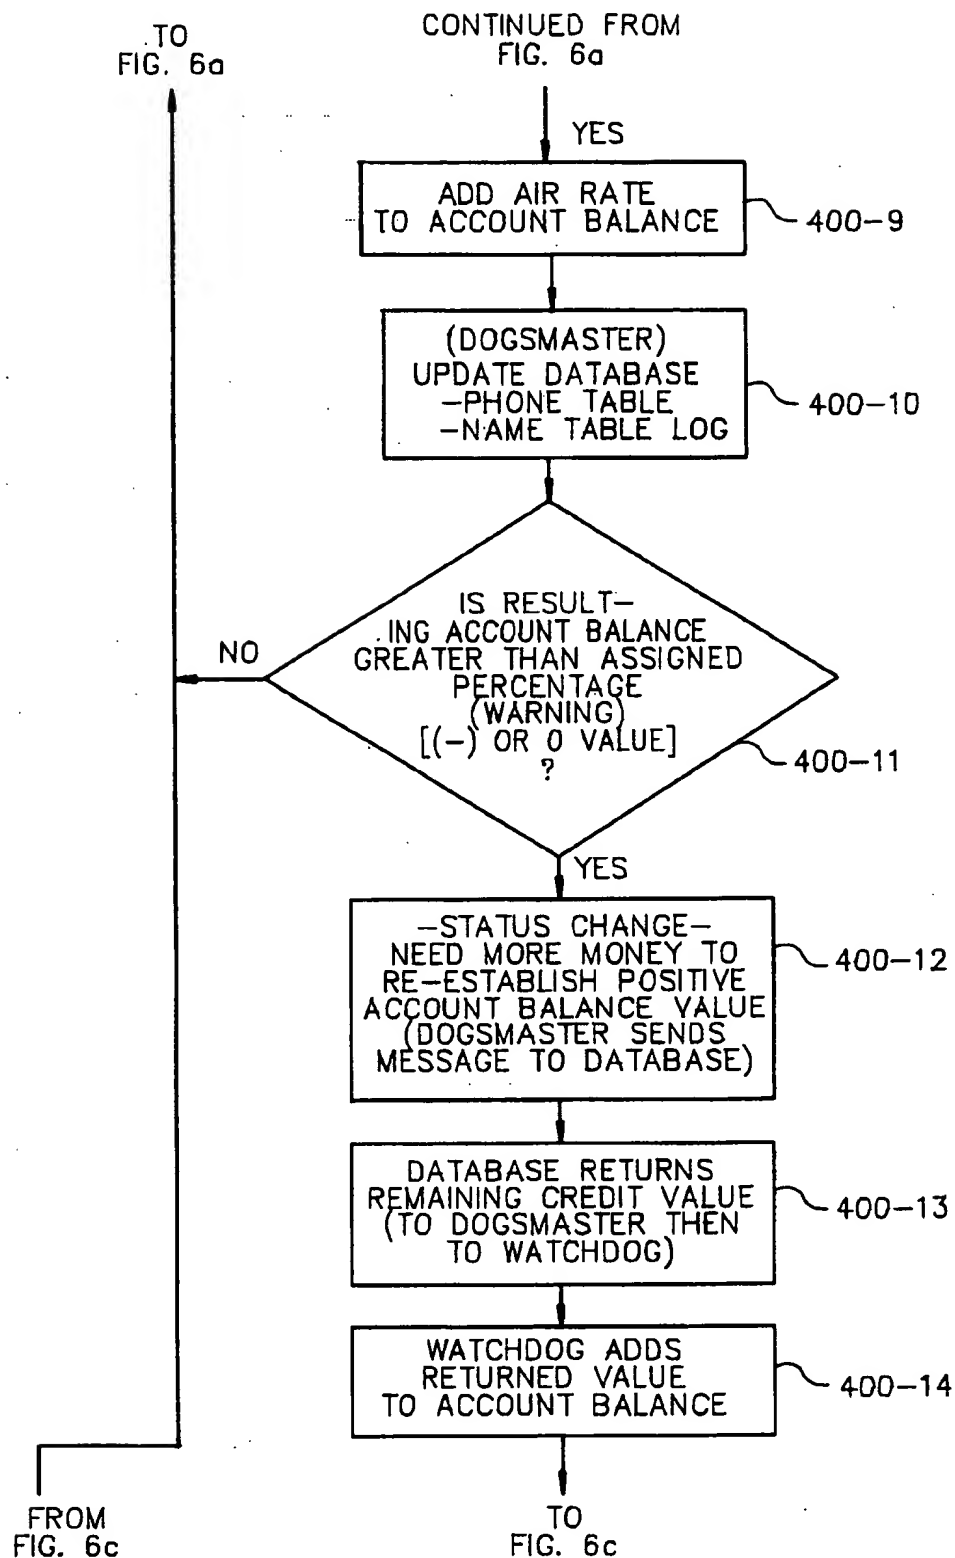 TO
FIG. 6a
CONTINUED FROM
FIG. 6a
YES
ADD AIR RATE
TO ACCOUNT BALANCE
400-9
(DOGSMASTER)
UPDATE DATABASE
-PHONE TABLE
-NAME TABLE LOG
400-10
IS RESULT-
ING ACCOUNT BALANCE
GREATER THAN ASSIGNED
PERCENTAGE
(WARNING)
[(-) OR 0 VALUE]
?
400-11
NO
YES
-STATUS CHANGE-
NEED MORE MONEY TO
RE-ESTABLISH POSITIVE
ACCOUNT BALANCE VALUE
(DOGSMASTER SENDS
MESSAGE TO DATABASE)
400-12
DATABASE RETURNS
REMAINING CREDIT VALUE
(TO DOGSMASTER THEN
TO WATCHDOG)
400-13
WATCHDOG ADDS
RETURNED VALUE
TO ACCOUNT BALANCE
400-14
FROM
FIG. 6c
TO
FIG. 6c